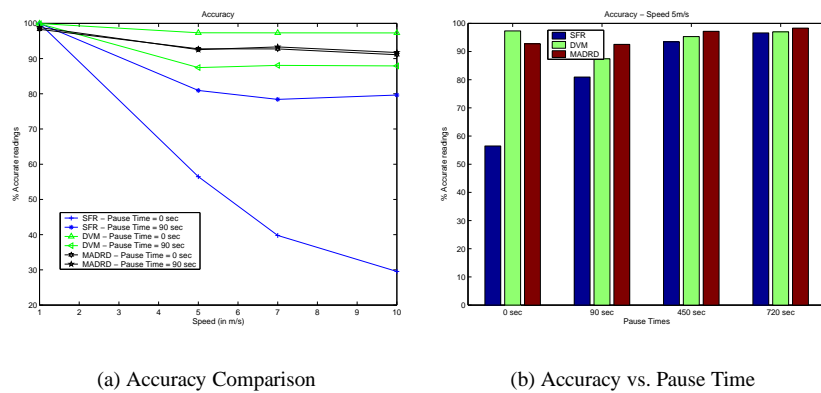 Accuracy
100
90
80
70
60
50
40
30
20
% Accurate readings
SFR − Pause Time = 0 sec
SFR − Pause Time = 90 sec
DVM − Pause Time = 0 sec
DVM − Pause Time = 90 sec
MADRD − Pause Time = 0 sec
MADRD − Pause Time = 90 sec
1 2 3 4 5 6 7 8 9 10
Speed (in m/s)
(a) Accuracy Comparison
Accuracy − Speed 5m/s
100
90
80
70
60
50
40
30
20
10
0
% Accurate readings
SFR
DVM
MADRD
0 sec 90 sec 450 sec 720 sec
Pause Times
(b) Accuracy vs. Pause Time